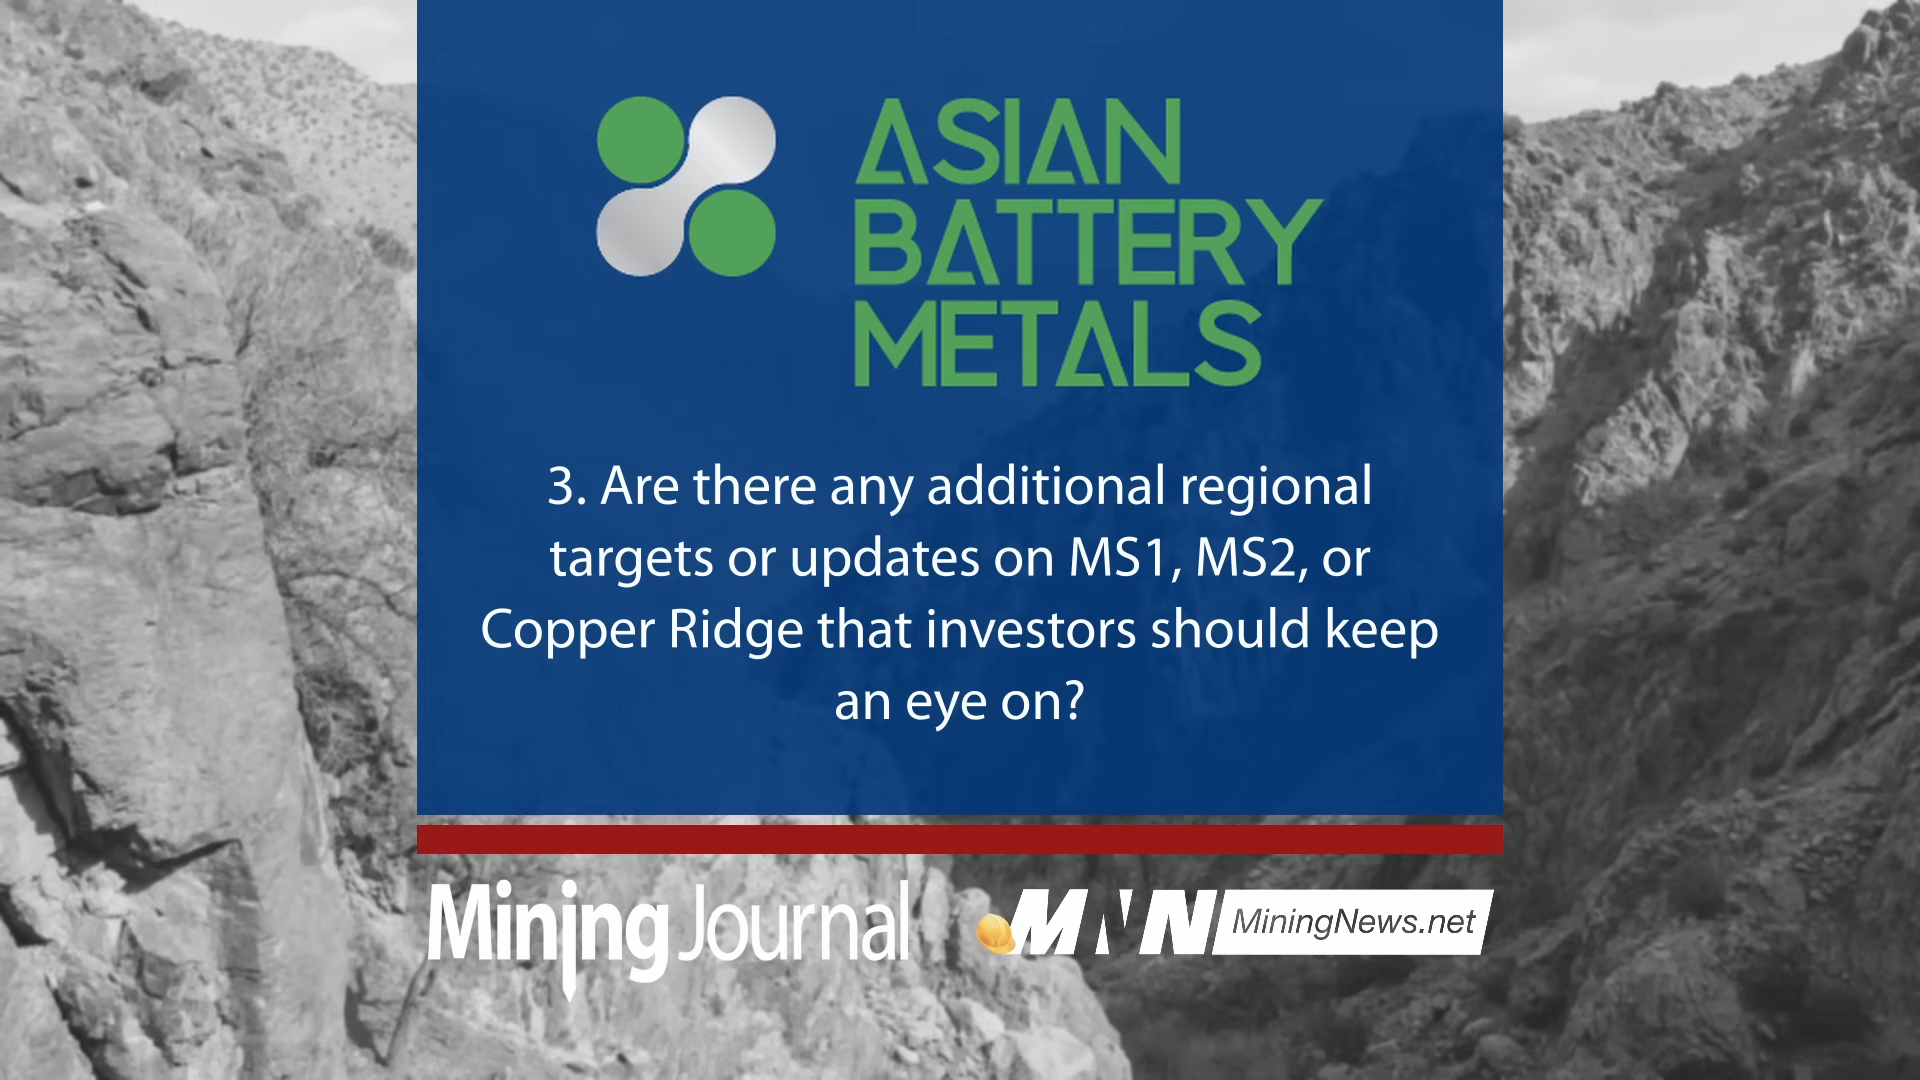 ASIAN
BATTERY
METALS
3. Are there any additional regional
targets or updates on MS1, MS2, or
Copper Ridge that investors should keep
an eye on?
Mining Journal
MNN MiningNews.net